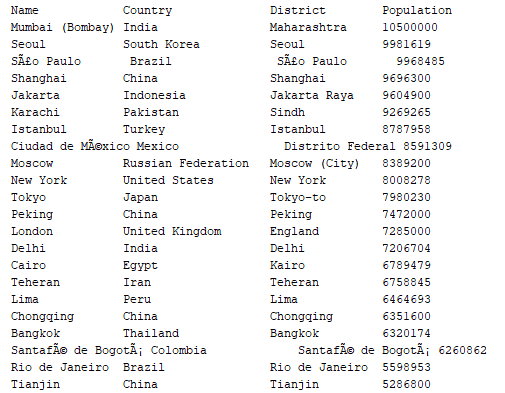 Name Country District Population
Mumbai (Bombay) India Maharashtra 10500000
Seoul South Korea Seoul 9981619
SÃ£o Paulo Brazil SÃ£o Paulo 9968485
Shanghai China Shanghai 9696300
Jakarta Indonesia Jakarta Raya 9604900
Karachi Pakistan Sindh 9269265
Istanbul Turkey Istanbul 8787958
Ciudad de MÃ©xico Mexico Distrito Federal 8591309
Moscow Russian Federation Moscow (City) 8389200
New York United States New York 8008278
Tokyo Japan Tokyo-to 7980230
Peking China Peking 7472000
London United Kingdom England 7285000
Delhi India Delhi 7206704
Cairo Egypt Kairo 6789479
Teheran Iran Teheran 6758845
Lima Peru Lima 6464693
Chongqing China Chongqing 6351600
Bangkok Thailand Bangkok 6320174
SantafÃ© de BogotÃ¡ Colombia SantafÃ© de BogotÃ¡ 6260862
Rio de Janeiro Brazil Rio de Janeiro 5598953
Tianjin China Tianjin 5286800